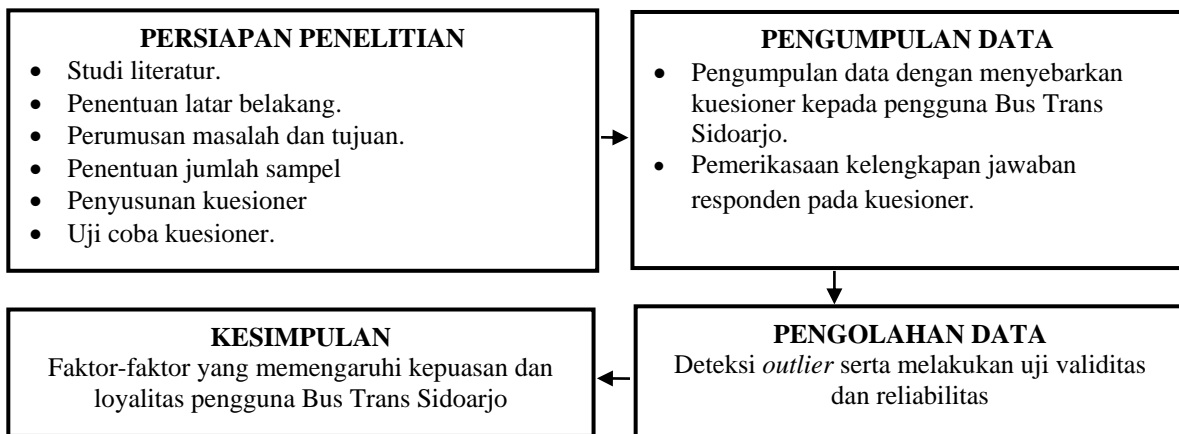 PERSIAPAN PENELITIAN
• Studi literatur.
• Penentuan latar belakang.
• Perumusan masalah dan tujuan.
• Penentuan jumlah sampel
• Penyusunan kuesioner
• Uji coba kuesioner.
PENGUMPULAN DATA
• Pengumpulan data dengan menyebarkan
kuesioner kepada pengguna Bus Trans
Sidoarjo.
• Pemerikasaan kelengkapan jawaban
responden pada kuesioner.
PENGOLAHAN DATA
Deteksi outlier serta melakukan uji validitas
dan reliabilitas
KESIMPULAN
Faktor-faktor yang memengaruhi kepuasan dan
loyalitas pengguna Bus Trans Sidoarjo